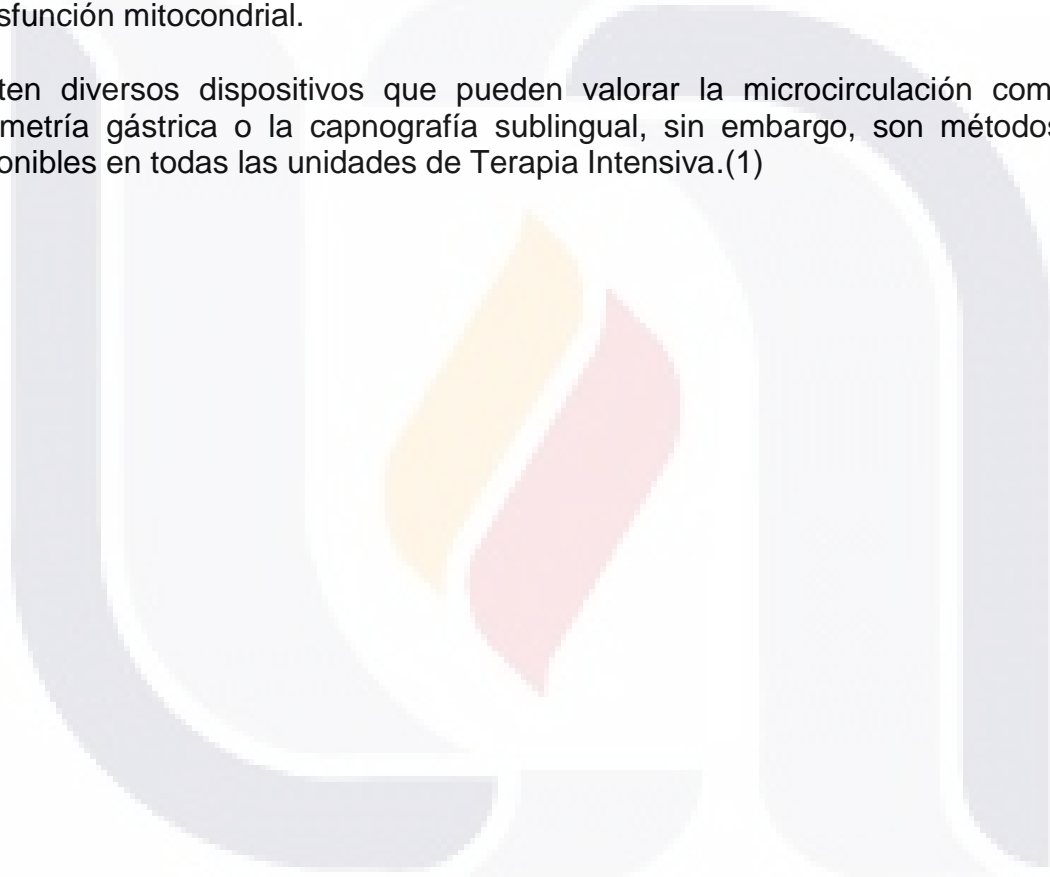 sfunción mitocondrial.
ten diversos dispositivos que pueden valorar la microcirculación com
metría gástrica o la capnografía sublingual, sin embargo, son métodos
onibles en todas las unidades de Terapia Intensiva.(1)